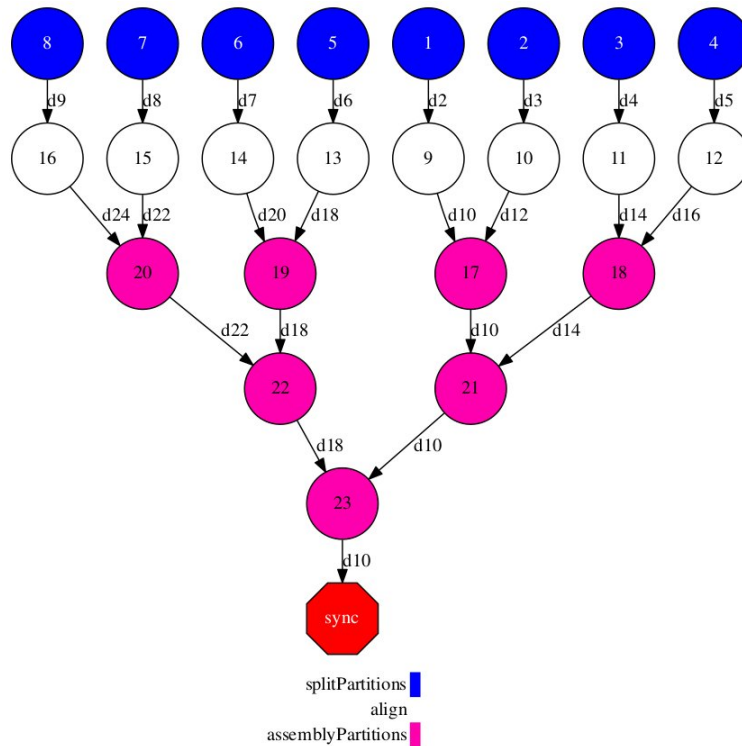 8 7 6 5 1 2 3 4
d9 d8 d7 d6 d2 d3 d4 d5
16 15 14 13 9 10 11 12
d24 d22 d20 d18 d10 d12 d14 d16
20 19 17 18
d22 d18 d10 d14
22 21
d18 d10
23
d10
sync
splitPartitions
align
assemblyPartitions